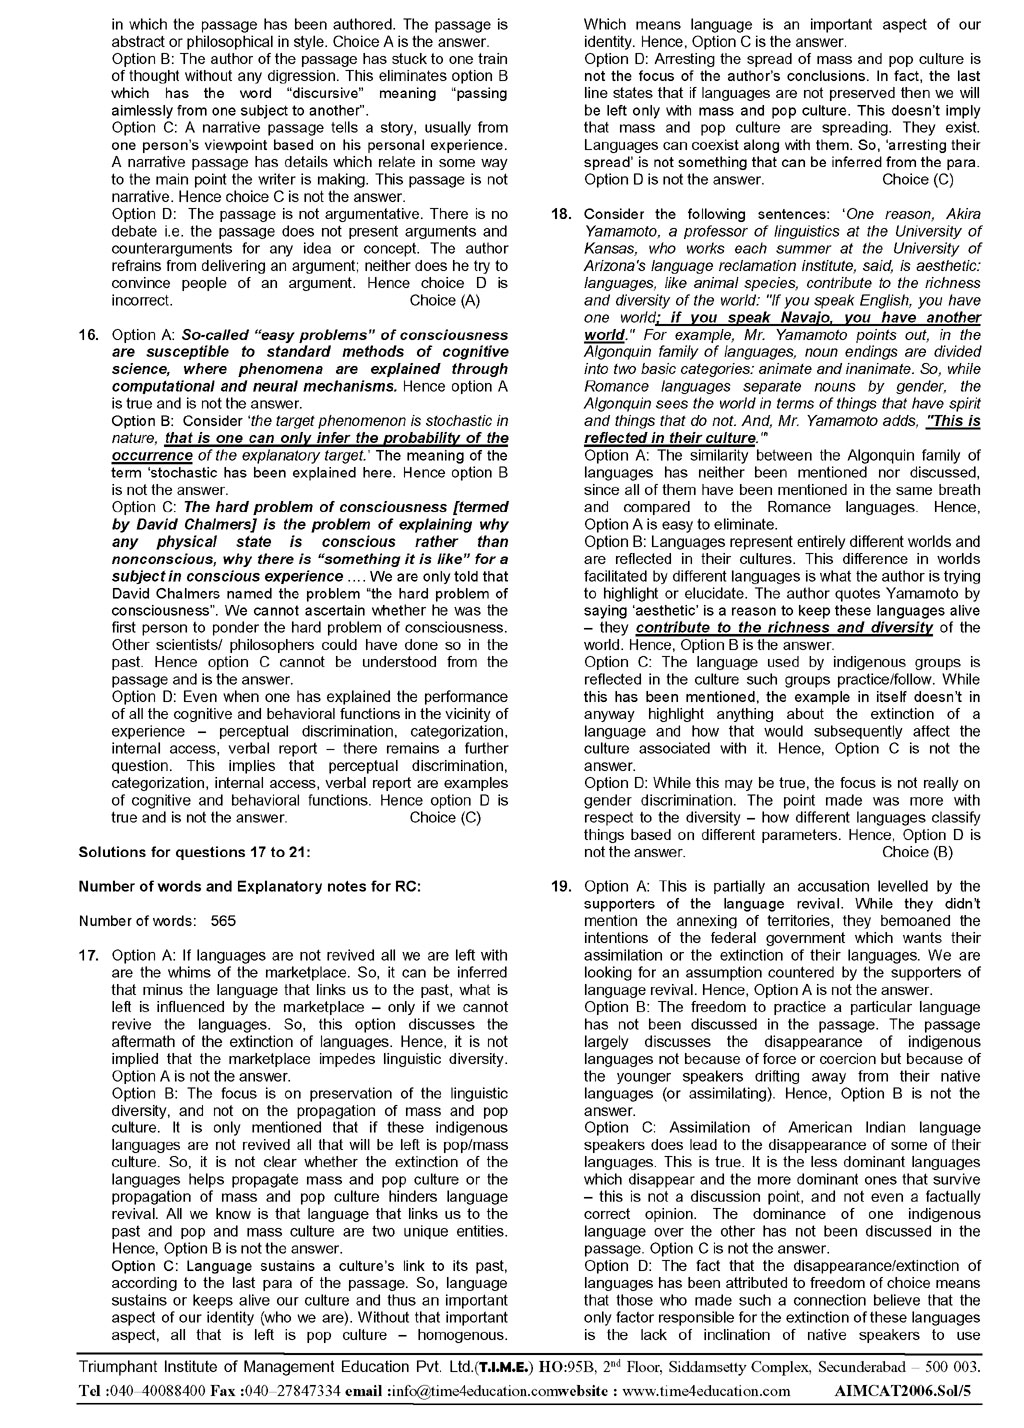 in which the passage has been authored. The passage is
abstract or philosophical in style. Choice A is the answer.
Option B: The author of the passage has stuck to one train
of thought without any digression. This eliminates option B
which has the word “discursive” meaning “passing
aimlessly from one subject to another”.
Option C: A narrative passage tells a story, usually from
one person’s viewpoint based on his personal experience.
A narrative passage has details which relate in some way
to the main point the writer is making. This passage is not
narrative. Hence choice C is not the answer.
Option D: The passage is not argumentative. There is no
debate i.e. the passage does not present arguments and
counterarguments for any idea or concept. The author
refrains from delivering an argument; neither does he try to
convince people of an argument. Hence choice D is
incorrect. Choice (A)
16. Option A: So-called “easy problems” of consciousness
are susceptible to standard methods of cognitive
science, where phenomena are explained through
computational and neural mechanisms. Hence option A
is true and is not the answer.
Option B: Consider ‘the target phenomenon is stochastic in
nature, that is one can only infer the probability of the
occurrence of the explanatory target.’ The meaning of the
term ‘stochastic has been explained here. Hence option B
is not the answer.
Option C: The hard problem of consciousness [termed
by David Chalmers] is the problem of explaining why
any physical state is conscious rather than
nonconscious, why there is “something it is like” for a
subject in conscious experience .... We are only told that
David Chalmers named the problem “the hard problem of
consciousness”. We cannot ascertain whether he was the
first person to ponder the hard problem of consciousness.
Other scientists/ philosophers could have done so in the
past. Hence option C cannot be understood from the
passage and is the answer.
Option D: Even when one has explained the performance
of all the cognitive and behavioral functions in the vicinity of
experience – perceptual discrimination, categorization,
internal access, verbal report – there remains a further
question. This implies that perceptual discrimination,
categorization, internal access, verbal report are examples
of cognitive and behavioral functions. Hence option D is
true and is not the answer. Choice (C)
Solutions for questions 17 to 21:
Number of words and Explanatory notes for RC:
Number of words: 565
17. Option A: If languages are not revived all we are left with
are the whims of the marketplace. So, it can be inferred
that minus the language that links us to the past, what is
left is influenced by the marketplace – only if we cannot
revive the languages. So, this option discusses the
aftermath of the extinction of languages. Hence, it is not
implied that the marketplace impedes linguistic diversity.
Option A is not the answer.
Option B: The focus is on preservation of the linguistic
diversity, and not on the propagation of mass and pop
culture. It is only mentioned that if these indigenous
languages are not revived all that will be left is pop/mass
culture. So, it is not clear whether the extinction of the
languages helps propagate mass and pop culture or the
propagation of mass and pop culture hinders language
revival. All we know is that language that links us to the
past and pop and mass culture are two unique entities.
Hence, Option B is not the answer.
Option C: Language sustains a culture’s link to its past,
according to the last para of the passage. So, language
sustains or keeps alive our culture and thus an important
aspect of our identity (who we are). Without that important
aspect, all that is left is pop culture – homogenous.
Which means language is an important aspect of our
identity. Hence, Option C is the answer.
Option D: Arresting the spread of mass and pop culture is
not the focus of the author’s conclusions. In fact, the last
line states that if languages are not preserved then we will
be left only with mass and pop culture. This doesn’t imply
that mass and pop culture are spreading. They exist.
Languages can coexist along with them. So, ‘arresting their
spread’ is not something that can be inferred from the para.
Option D is not the answer. Choice (C)
18. Consider the following sentences: ‘One reason, Akira
Yamamoto, a professor of linguistics at the University of
Kansas, who works each summer at the University of
Arizona's language reclamation institute, said, is aesthetic:
languages, like animal species, contribute to the richness
and diversity of the world: "If you speak English, you have
one world; if you speak Navajo, you have another
world." For example, Mr. Yamamoto points out, in the
Algonquin family of languages, noun endings are divided
into two basic categories: animate and inanimate. So, while
Romance languages separate nouns by gender, the
Algonquin sees the world in terms of things that have spirit
and things that do not. And, Mr. Yamamoto adds, "This is
reflected in their culture."’
Option A: The similarity between the Algonquin family of
languages has neither been mentioned nor discussed,
since all of them have been mentioned in the same breath
and compared to the Romance languages. Hence,
Option A is easy to eliminate.
Option B: Languages represent entirely different worlds and
are reflected in their cultures. This difference in worlds
facilitated by different languages is what the author is trying
to highlight or elucidate. The author quotes Yamamoto by
saying ‘aesthetic’ is a reason to keep these languages alive
– they contribute to the richness and diversity of the
world. Hence, Option B is the answer.
Option C: The language used by indigenous groups is
reflected in the culture such groups practice/follow. While
this has been mentioned, the example in itself doesn’t in
anyway highlight anything about the extinction of a
language and how that would subsequently affect the
culture associated with it. Hence, Option C is not the
answer.
Option D: While this may be true, the focus is not really on
gender discrimination. The point made was more with
respect to the diversity – how different languages classify
things based on different parameters. Hence, Option D is
not the answer. Choice (B)
19. Option A: This is partially an accusation levelled by the
supporters of the language revival. While they didn’t
mention the annexing of territories, they bemoaned the
intentions of the federal government which wants their
assimilation or the extinction of their languages. We are
looking for an assumption countered by the supporters of
language revival. Hence, Option A is not the answer.
Option B: The freedom to practice a particular language
has not been discussed in the passage. The passage
largely discusses the disappearance of indigenous
languages not because of force or coercion but because of
the younger speakers drifting away from their native
languages (or assimilating). Hence, Option B is not the
answer.
Option C: Assimilation of American Indian language
speakers does lead to the disappearance of some of their
languages. This is true. It is the less dominant languages
which disappear and the more dominant ones that survive
– this is not a discussion point, and not even a factually
correct opinion. The dominance of one indigenous
language over the other has not been discussed in the
passage. Option C is not the answer.
Option D: The fact that the disappearance/extinction of
languages has been attributed to freedom of choice means
that those who made such a connection believe that the
only factor responsible for the extinction of these languages
is the lack of inclination of native speakers to use
Triumphant Institute of Management Education Pvt. Ltd.(T.I.M.E.) HO:95B, 2nd Floor, Siddamsetty Complex, Secunderabad – 500 003.
Tel :040–40088400 Fax :040–27847334 email :info@time4education.comwebsite : www.time4education.com AIMCAT2006.Sol/5